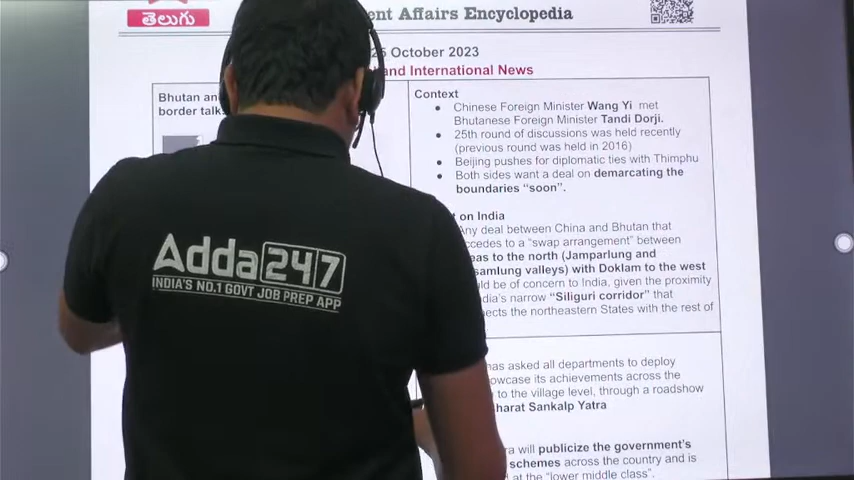 తెలుగు
ent Affairs Encyclopedia
25 October 2023
and International News
Bhutan an
border talk
Context
Chinese Foreign Minister Wang Yi met
Bhutanese Foreign Minister Tandi Dorji.
25th round of discussions was held recently
(previous round was held in 2016)
Beijing pushes for diplomatic ties with Thimphu
Both sides want a deal on demarcating the
boundaries "soon".
t on India
Any deal between China and Bhutan that
ccedes to a "swap arrangement" between
eas to the north (Jamparlung and
samlung valleys) with Doklam to the west
uld be of concern to India, given the proximity
ndia's narrow "Siliguri corridor" that
nects the northeastern States with the rest of
has asked all departments to deploy
owcase its achievements across the
to the village level, through a roadshow
harat Sankalp Yatra
ra will publicize the government's
schemes across the country and is
at the "lower middle class".
Adda247
INDIA'S NO.1 GOVT JOB PREP APP